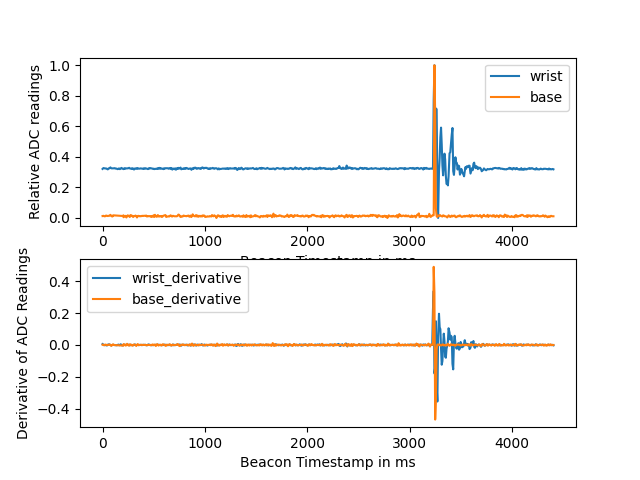 Relative ADC readings
1.0
0.8
0.6
0.4
0.2
0.0
wrist
base
0 1000 2000 3000 4000
Beacon Timestamp in ms
Derivative of ADC Readings
0.4
0.2
0.0
−0.2
−0.4
wrist_derivative
base_derivative
0 1000 2000 3000 4000
Beacon Timestamp in ms